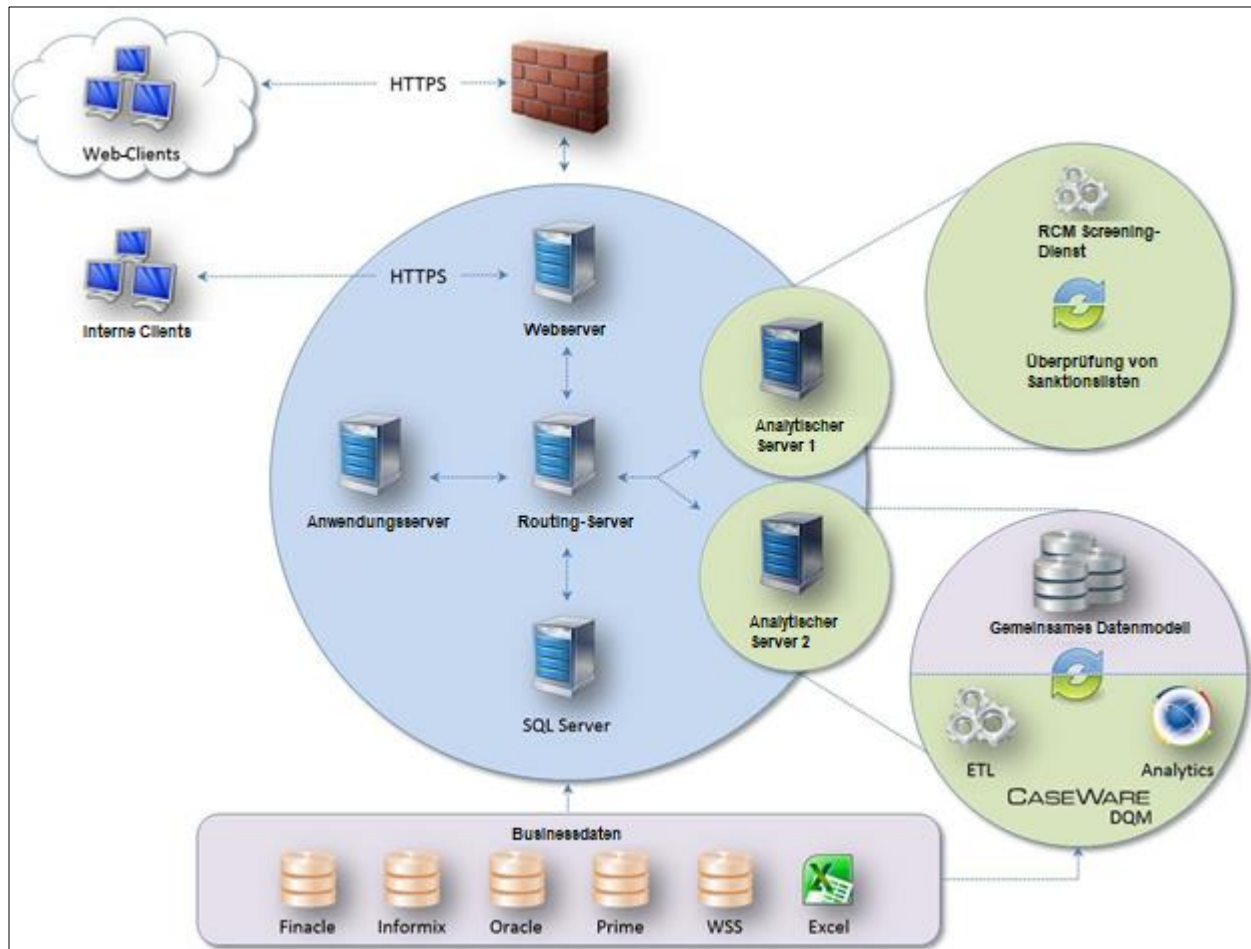 HTTPS
Web-Clients
HTTPS
Interne Clients
Webserver
RCM Screening-
Dienst
Überprüfung von
Sanktionslisten
Analytischer
Server 1
Anwendungsserver
Routing-Server
Analytischer
Server 2
Gemeinsames Datenmodell
SQL Server
ETL
Analytics
CASEWARE
DQM
Businessdaten
Finacle
Informix
Oracle
Prime
WSS
Excel